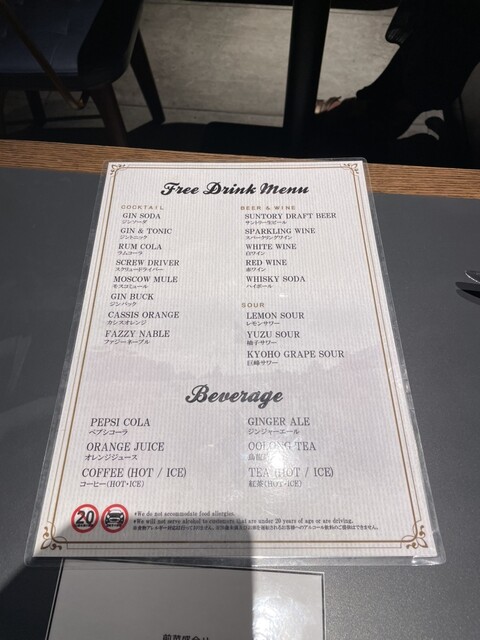 Free Drink Menu
COCKTAIL
GIN SODA
ジンソーダ
GIN & TONIC
ジントニック
RUM COLA
ラムコーラ
SCREW DRIVER
スクリュードライバー
MOSCOW MULE
モスコミュール
GIN BUCK
ジンバック
CASSIS ORANGE
カシスオレンジ
FAZZY NABLE
ファジーネーブル
BEER & WINE
SUNTORY DRAFT BEER
サントリー生ビール
SPARKLING WINE
スパークリングワイン
WHITE WINE
白ワイン
RED WINE
赤ワイン
WHISKY SODA
ハイボール
SOUR
LEMON SOUR
レモンサワー
YUZU SOUR
柚子サワー
KYOHO GRAPE SOUR
巨峰サワー
Beverage
PEPSI COLA
ペプシコーラ
ORANGE JUICE
オレンジジュース
COFFEE (HOT / ICE)
コーヒー(HOT・ICE)
GINGER ALE
ジンジャーエール
OOLONG TEA
烏龍
TEA (HOT / ICE)
紅茶(HOT・ICE)
20
*We do not accommodate food allergies.
*We will not serve alcohol to customers that are under 20 years of age or are driving.